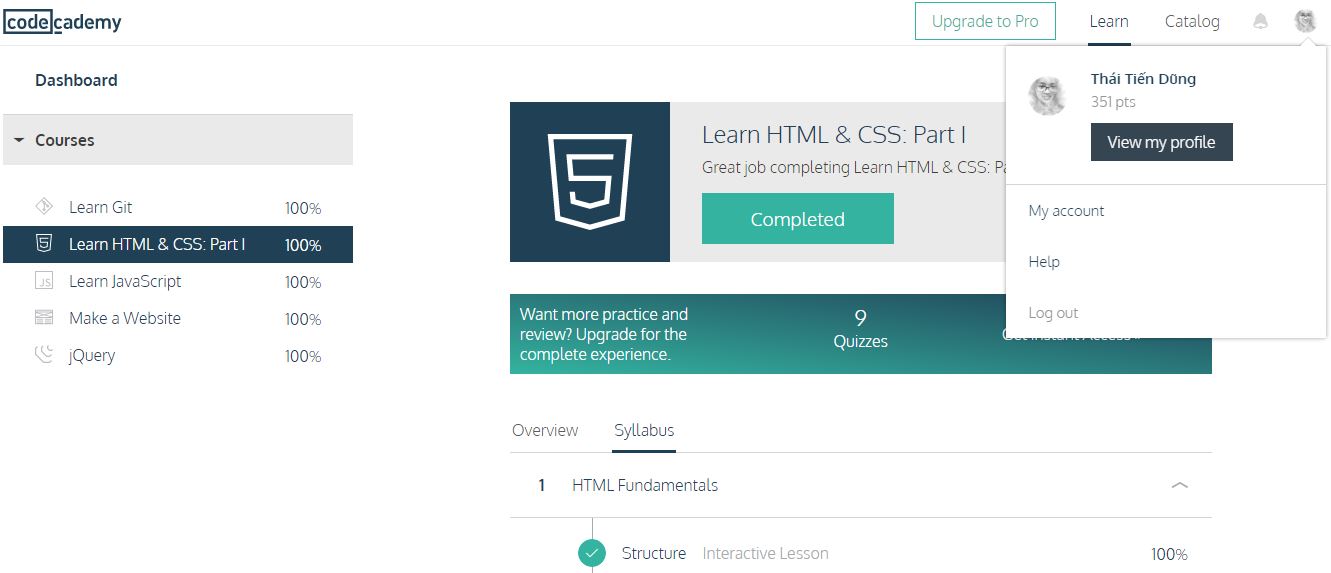 codecademy
Upgrade to Pro
Learn
Catalog
Thái Tiến Dũng
351 pts
View my profile
My account
Help
Log out
Dashboard
Courses
Learn Git 100%
Learn HTML & CSS: Part I 100%
Learn JavaScript 100%
Make a Website 100%
jQuery 100%
Learn HTML & CSS: Part I
Great job completing Learn HTML & CSS:
Completed
Want more practice and
review? Upgrade for the
complete experience.
9
Quizzes
Get Instant Access
Overview
Syllabus
1 HTML Fundamentals
Structure Interactive Lesson 100%
JS